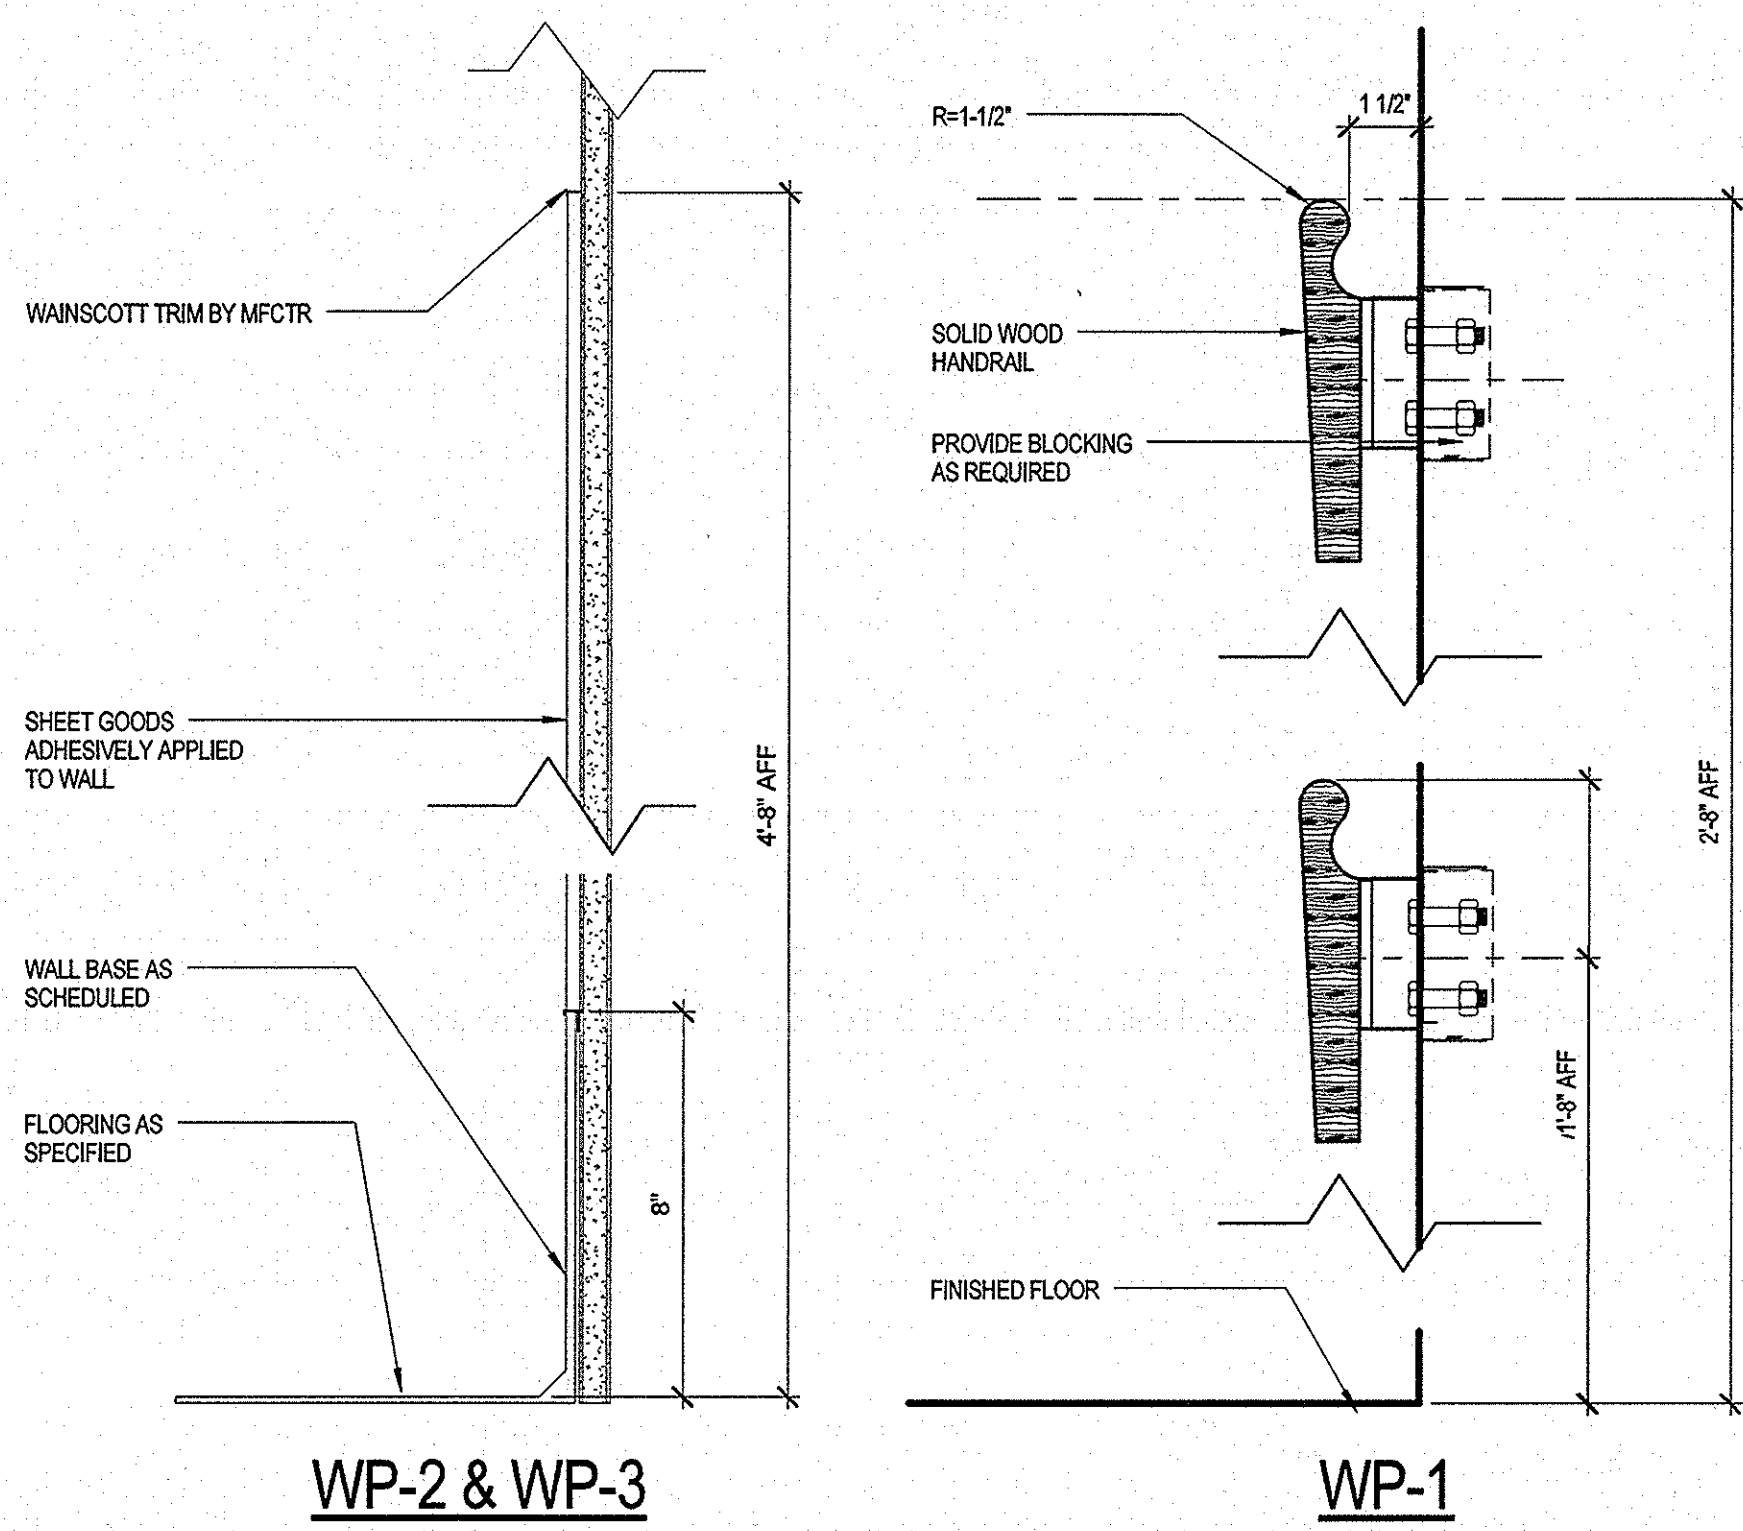 WAINSCOTT TRIM BY MFCTR
SHEET GOODS
ADHESIVELY APPLIED
TO WALL
4'-8" AFF
WALL BASE AS
SCHEDULED
FLOORING AS
SPECIFIED
8"
WP-2 & WP-3
R=1-1/2"
1 1/2"
SOLID WOOD
HANDRAIL
PROVIDE BLOCKING
AS REQUIRED
2'-8" AFF
1'-8" AFF
FINISHED FLOOR
WP-1